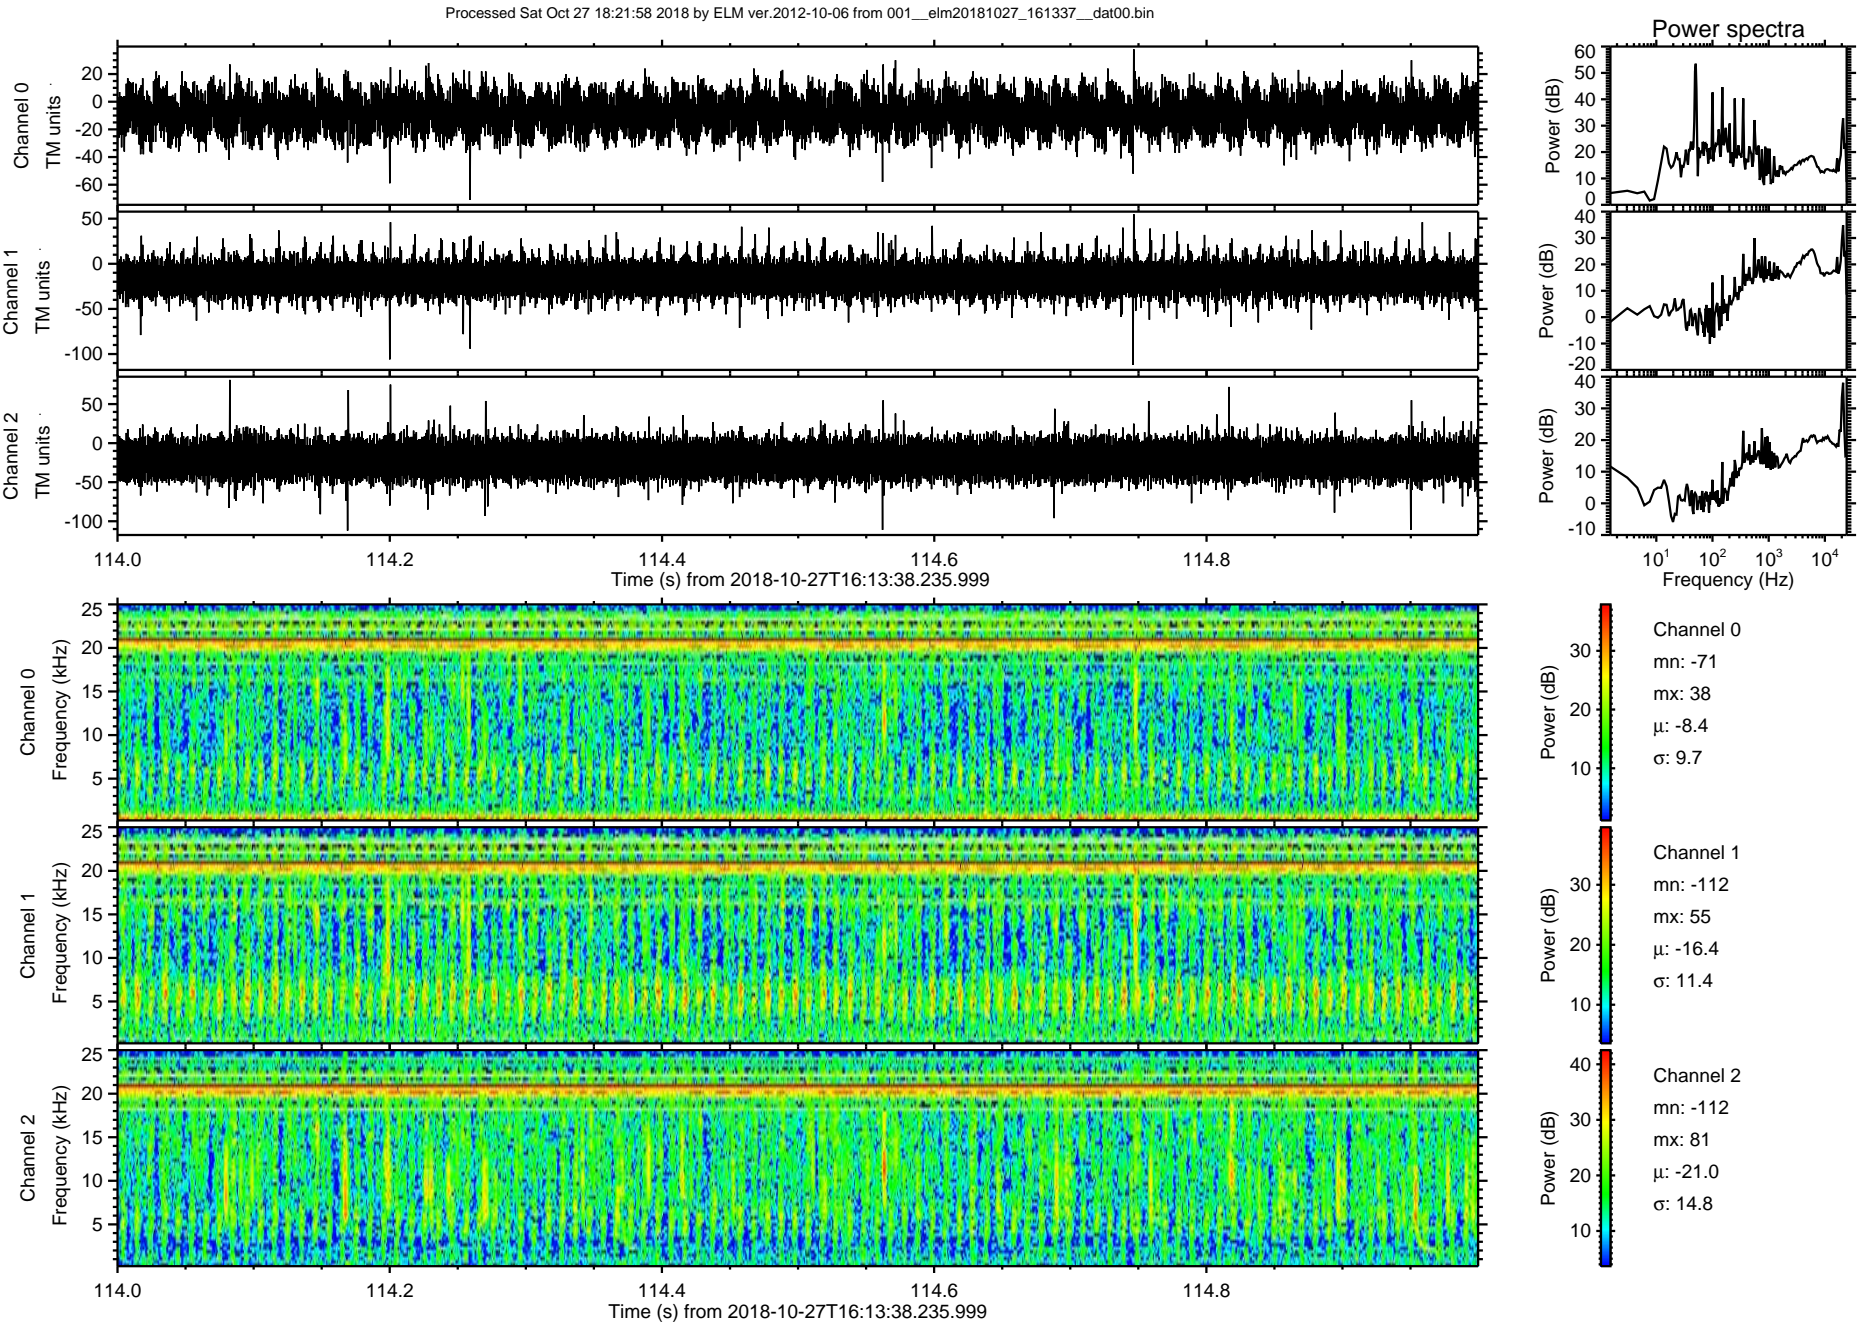 Processed Sat Oct 27 18:21:58 2018 by ELM ver.2012-10-06 from 001__elm20181027_161337__dat00.bin
Power spectra
Channel 0
TM units
20
0
-20
-40
-60
Power (dB)
60
50
40
30
20
10
0
Channel 1
TM units
50
0
-50
-100
Power (dB)
40
30
20
10
0
-10
-20
Channel 2
TM units
50
0
-50
-100
Power (dB)
40
30
20
10
0
-10
114.0 114.2 114.4 114.6 114.8
Time (s) from 2018-10-27T16:13:38.235.999
10^1 10^2 10^3 10^4
Frequency (Hz)
Channel 0
Frequency (kHz)
25
20
15
10
5
Power (dB)
30
20
10
Channel 0
mn: -71
mx: 38
μ: -8.4
σ: 9.7
Channel 1
Frequency (kHz)
25
20
15
10
5
Power (dB)
30
20
10
Channel 1
mn: -112
mx: 55
μ: -16.4
σ: 11.4
Channel 2
Frequency (kHz)
25
20
15
10
5
Power (dB)
40
30
20
10
Channel 2
mn: -112
mx: 81
μ: -21.0
σ: 14.8
114.0 114.2 114.4 114.6 114.8
Time (s) from 2018-10-27T16:13:38.235.999